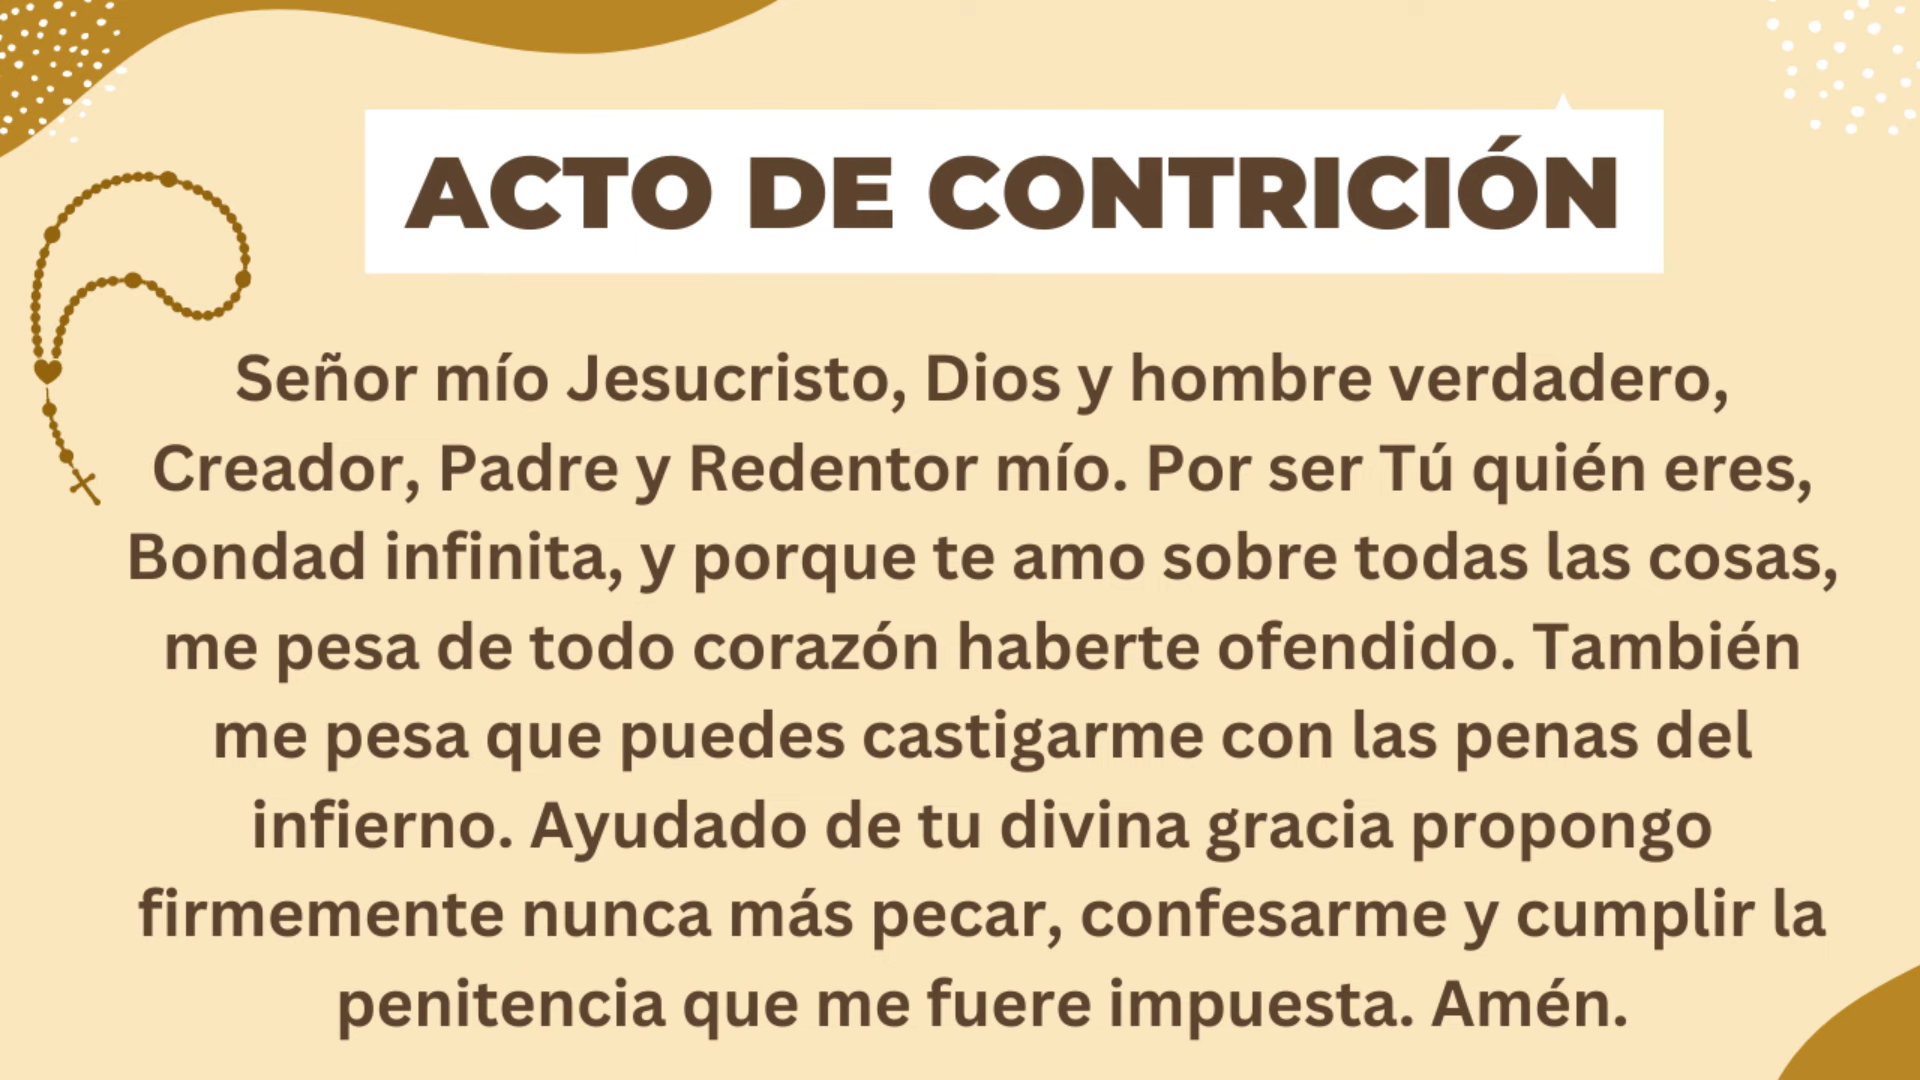 ACTO DE CONTRICIÓN
Señor mío Jesucristo, Dios y hombre verdadero,
Creador, Padre y Redentor mío. Por ser Tú quién eres,
Bondad infinita, y porque te amo sobre todas las cosas,
me pesa de todo corazón haberte ofendido. También
me pesa que puedes castigarme con las penas del
infierno. Ayudado de tu divina gracia propongo
firmemente nunca más pecar, confesarme y cumplir la
penitencia que me fuere impuesta. Amén.